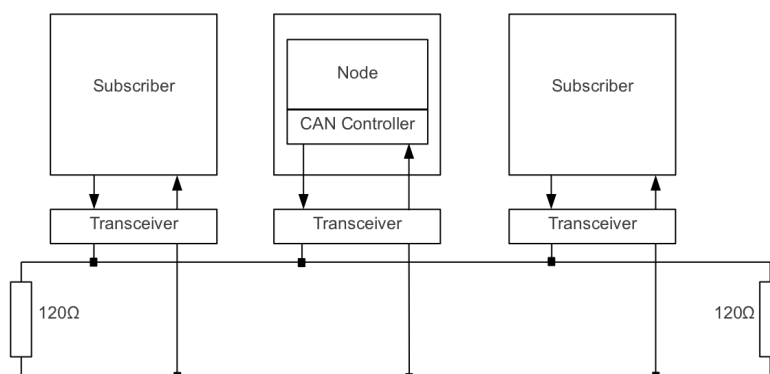 Subscriber
Node
CAN Controller
Subscriber
Transceiver
Transceiver
Transceiver
120Ω
120Ω